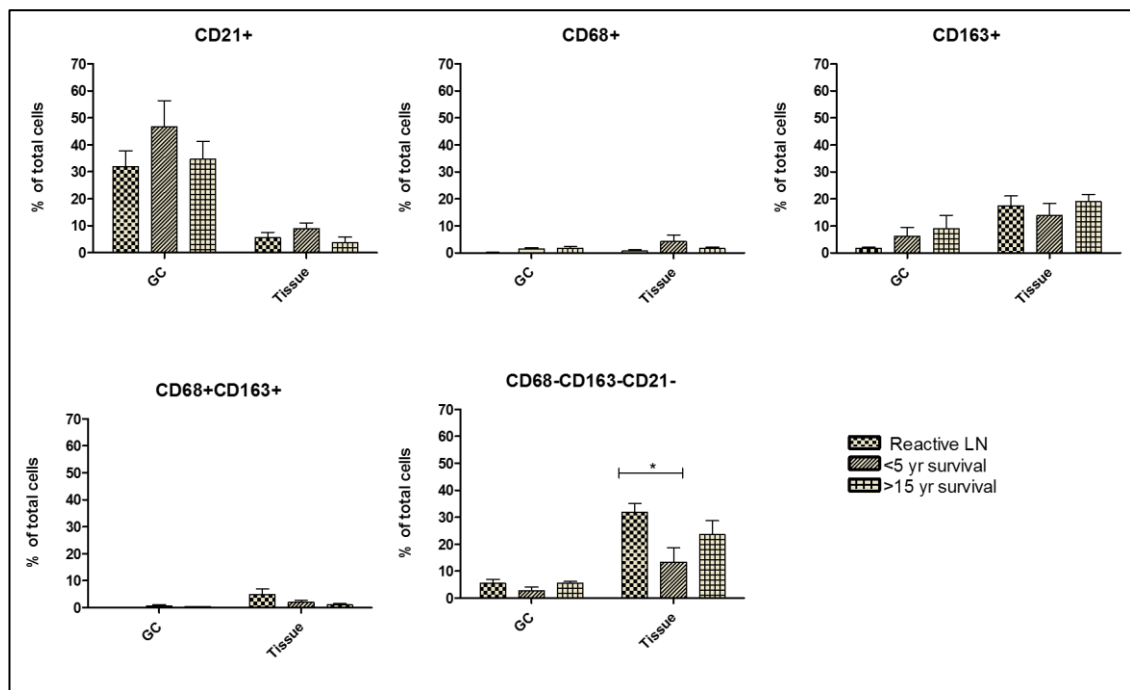 CD21+
% of total cells
70
60
50
40
30
20
10
0
GC
Tissue
CD68+
% of total cells
70
60
50
40
30
20
10
0
GC
Tissue
CD163+
% of total cells
70
60
50
40
30
20
10
0
GC
Tissue
CD68+CD163+
% of total cells
70
60
50
40
30
20
10
0
GC
Tissue
CD68-CD163-CD21-
% of total cells
70
60
50
40
30
20
10
0
*
GC
Tissue
Reactive LN
<5 yr survival
>15 yr survival